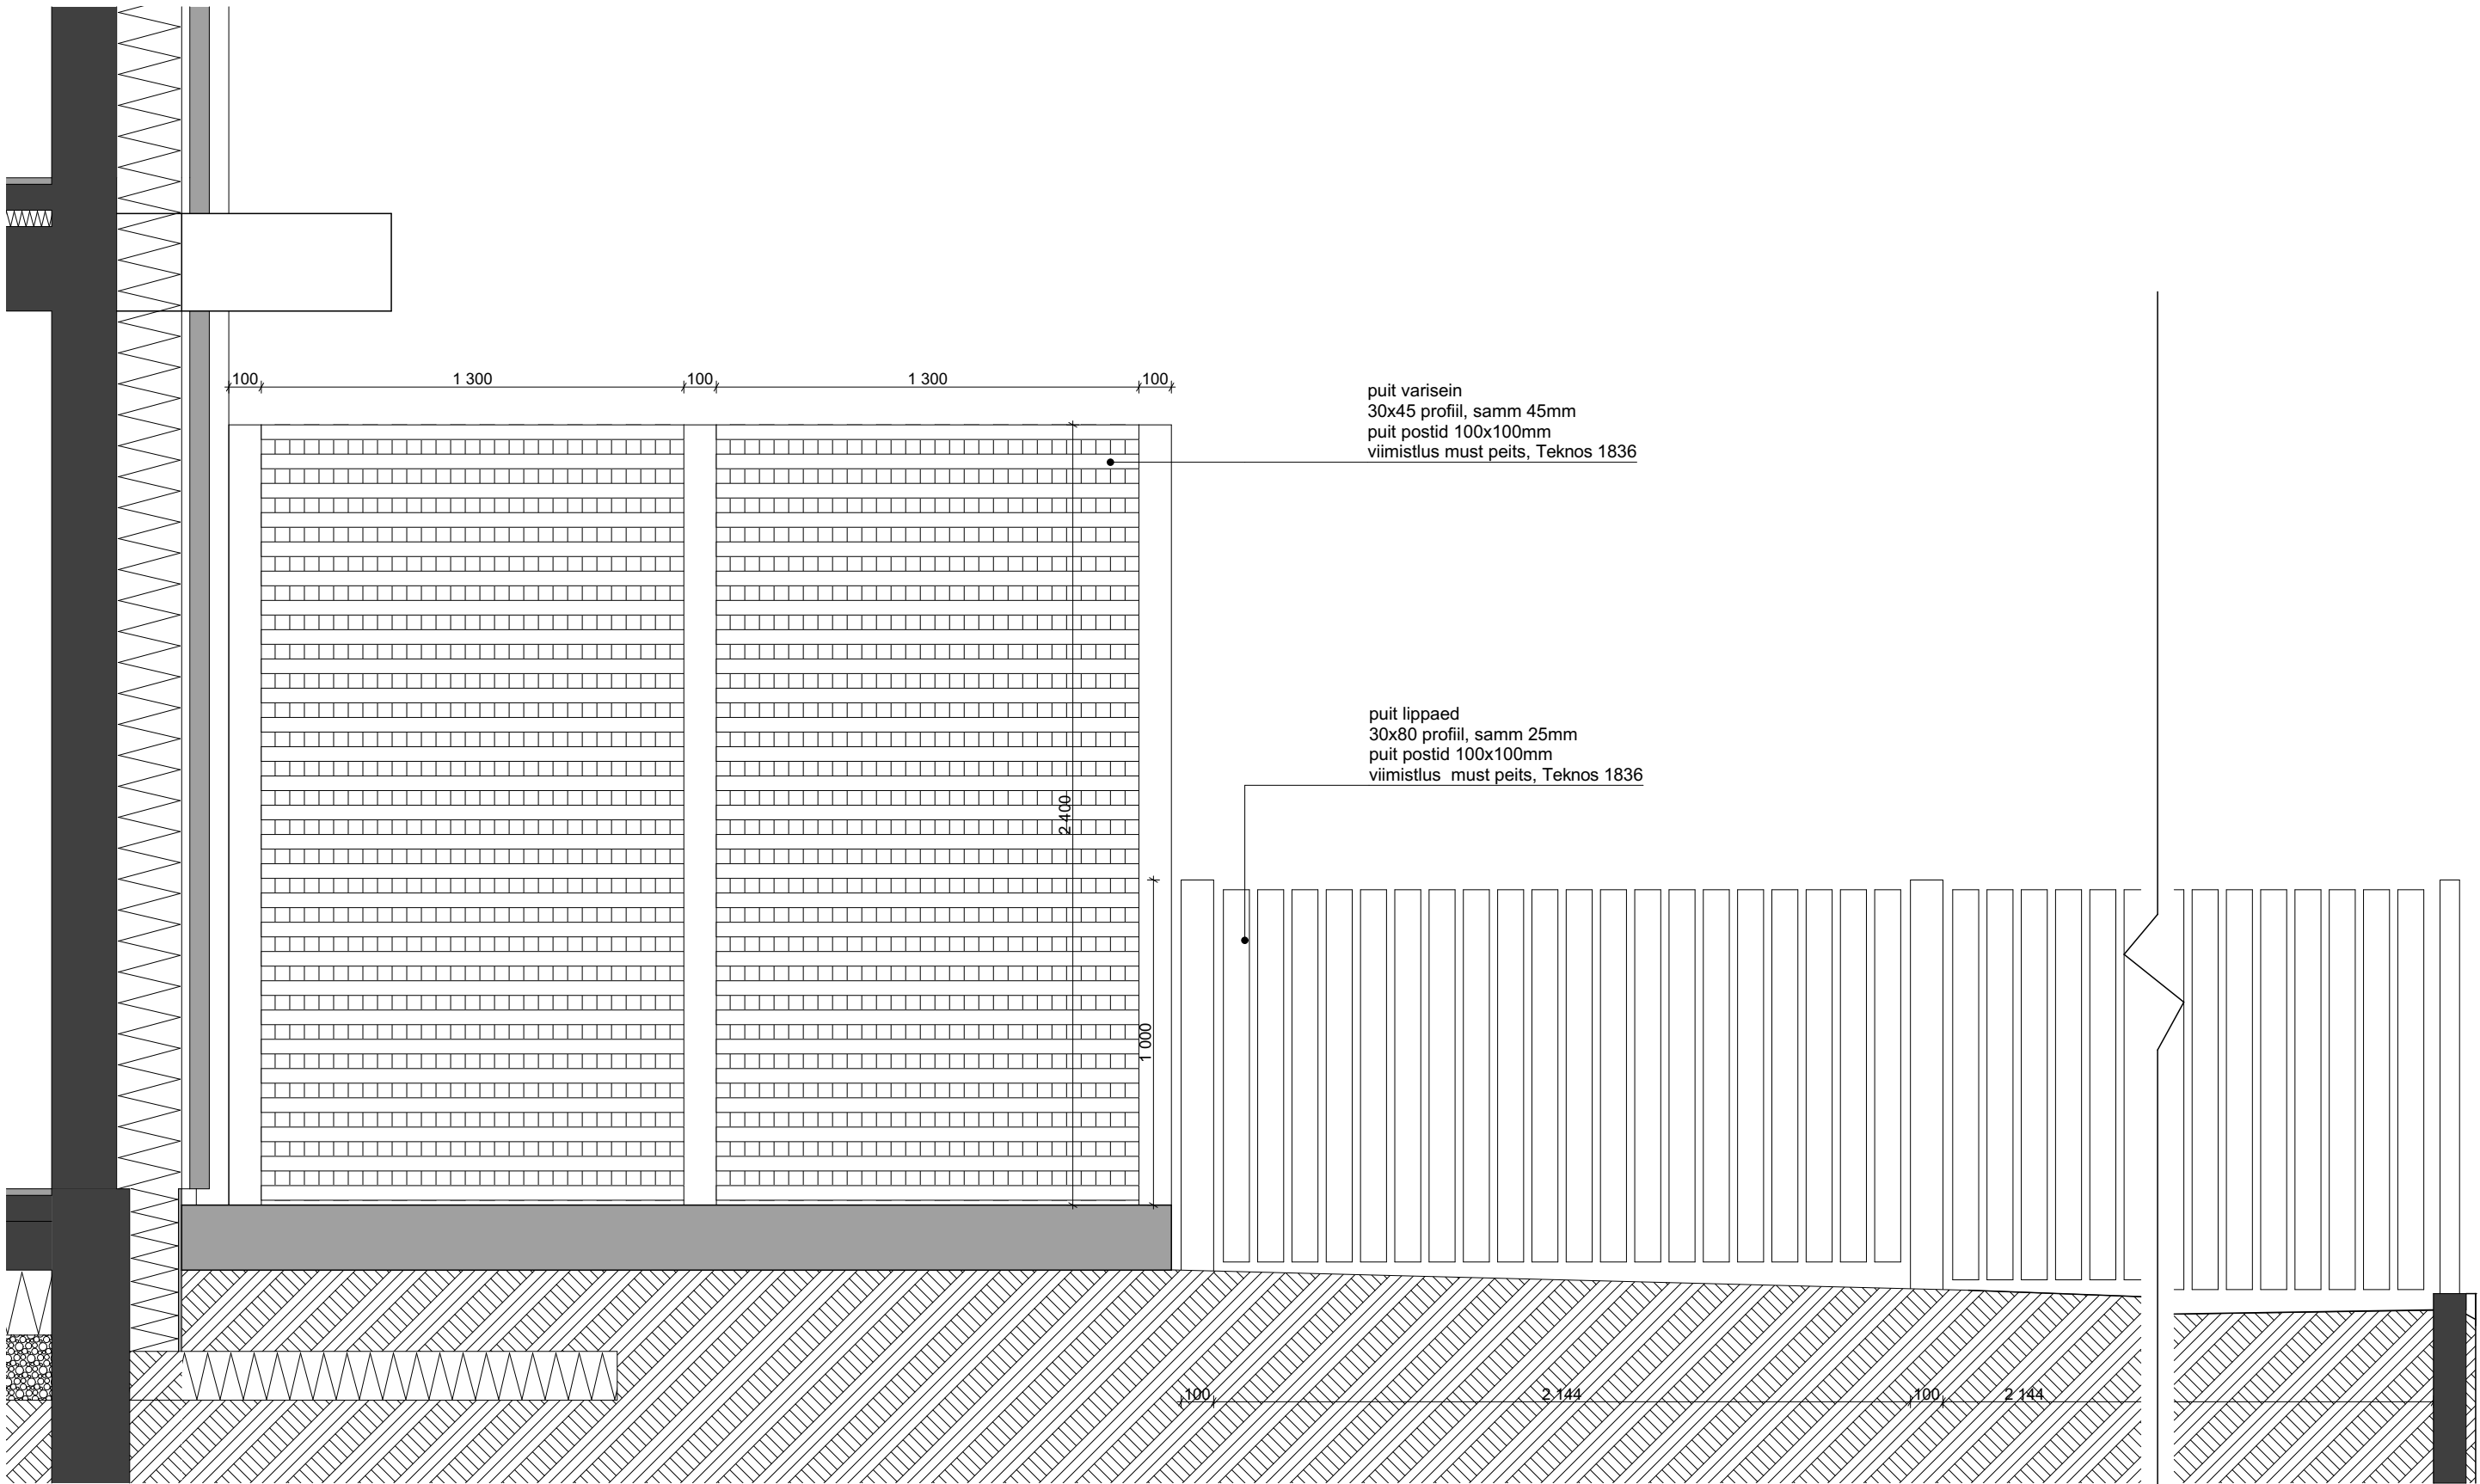 100
1 300
100
1 300
100
puit varisein
30x45 profiil, samm 45mm
puit postid 100x100mm
viimistlus must peits, Teknos 1836
puit lippaed
30x80 profiil, samm 25mm
puit postid 100x100mm
viimistlus  must peits, Teknos 1836
2 400
1 000
100
2 144
100
2 144